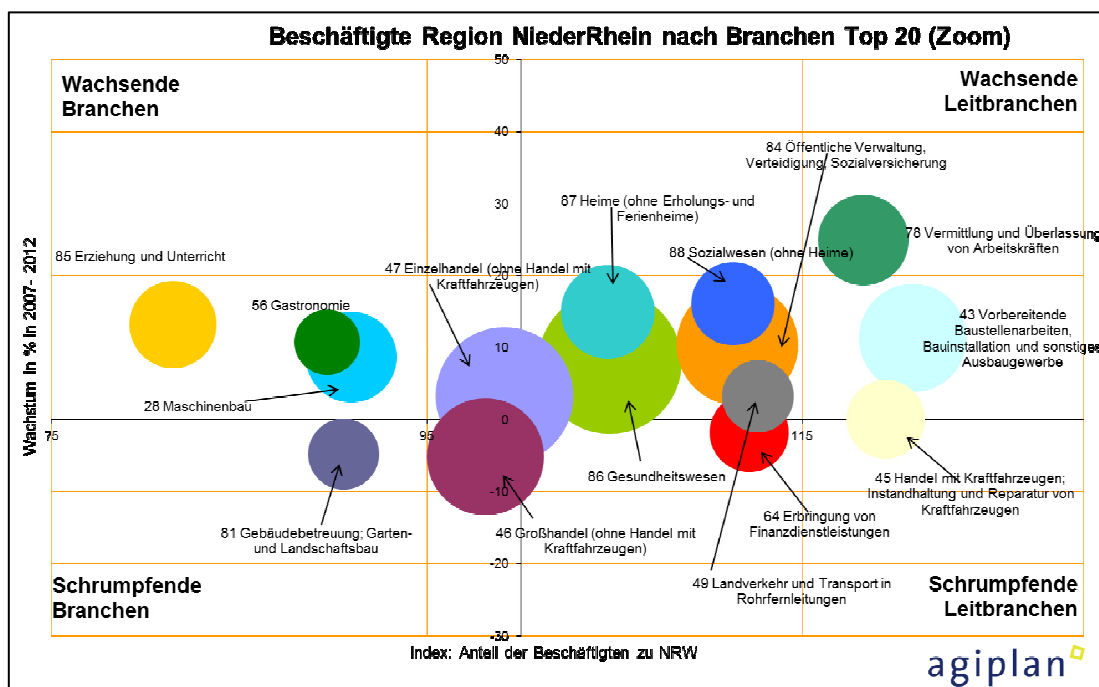 Beschäftigte Region NiederRhein nach Branchen Top 20 (Zoom)
Wachsende
Branchen
Wachsende
Leitbranchen
Wachstum In % In 2007- 2012
50
40
30
20
10
0
-10
-20
-30
75
95
115
84 Öffentliche Verwaltung,
Verteidigung, Sozialversicherung
87 Heime (ohne Erholungs- und
Ferienheime)
78 Vermittlung und Überlassung
von Arbeitskräften
88 Sozialwesen (ohne Heime)
85 Erziehung und Unterricht
47 Einzelhandel (ohne Handel mit
Kraftfahrzeugen)
56 Gastronomie
43 Vorbereitende
Baustellenarbeiten,
Bauinstallation und sonstiges
Ausbaugewerbe
28 Maschinenbau
86 Gesundheitswesen
45 Handel mit Kraftfahrzeugen;
Instandhaltung und Reparatur von
Kraftfahrzeugen
81 Gebäudebetreuung; Garten-
und Landschaftsbau
46 Großhandel (ohne Handel mit
Kraftfahrzeugen)
64 Erbringung von
Finanzdienstleistungen
49 Landverkehr und Transport in
Rohrfernleitungen
Schrumpfende
Branchen
Schrumpfende
Leitbranchen
Index: Anteil der Beschäftigten zu NRW
agiplan